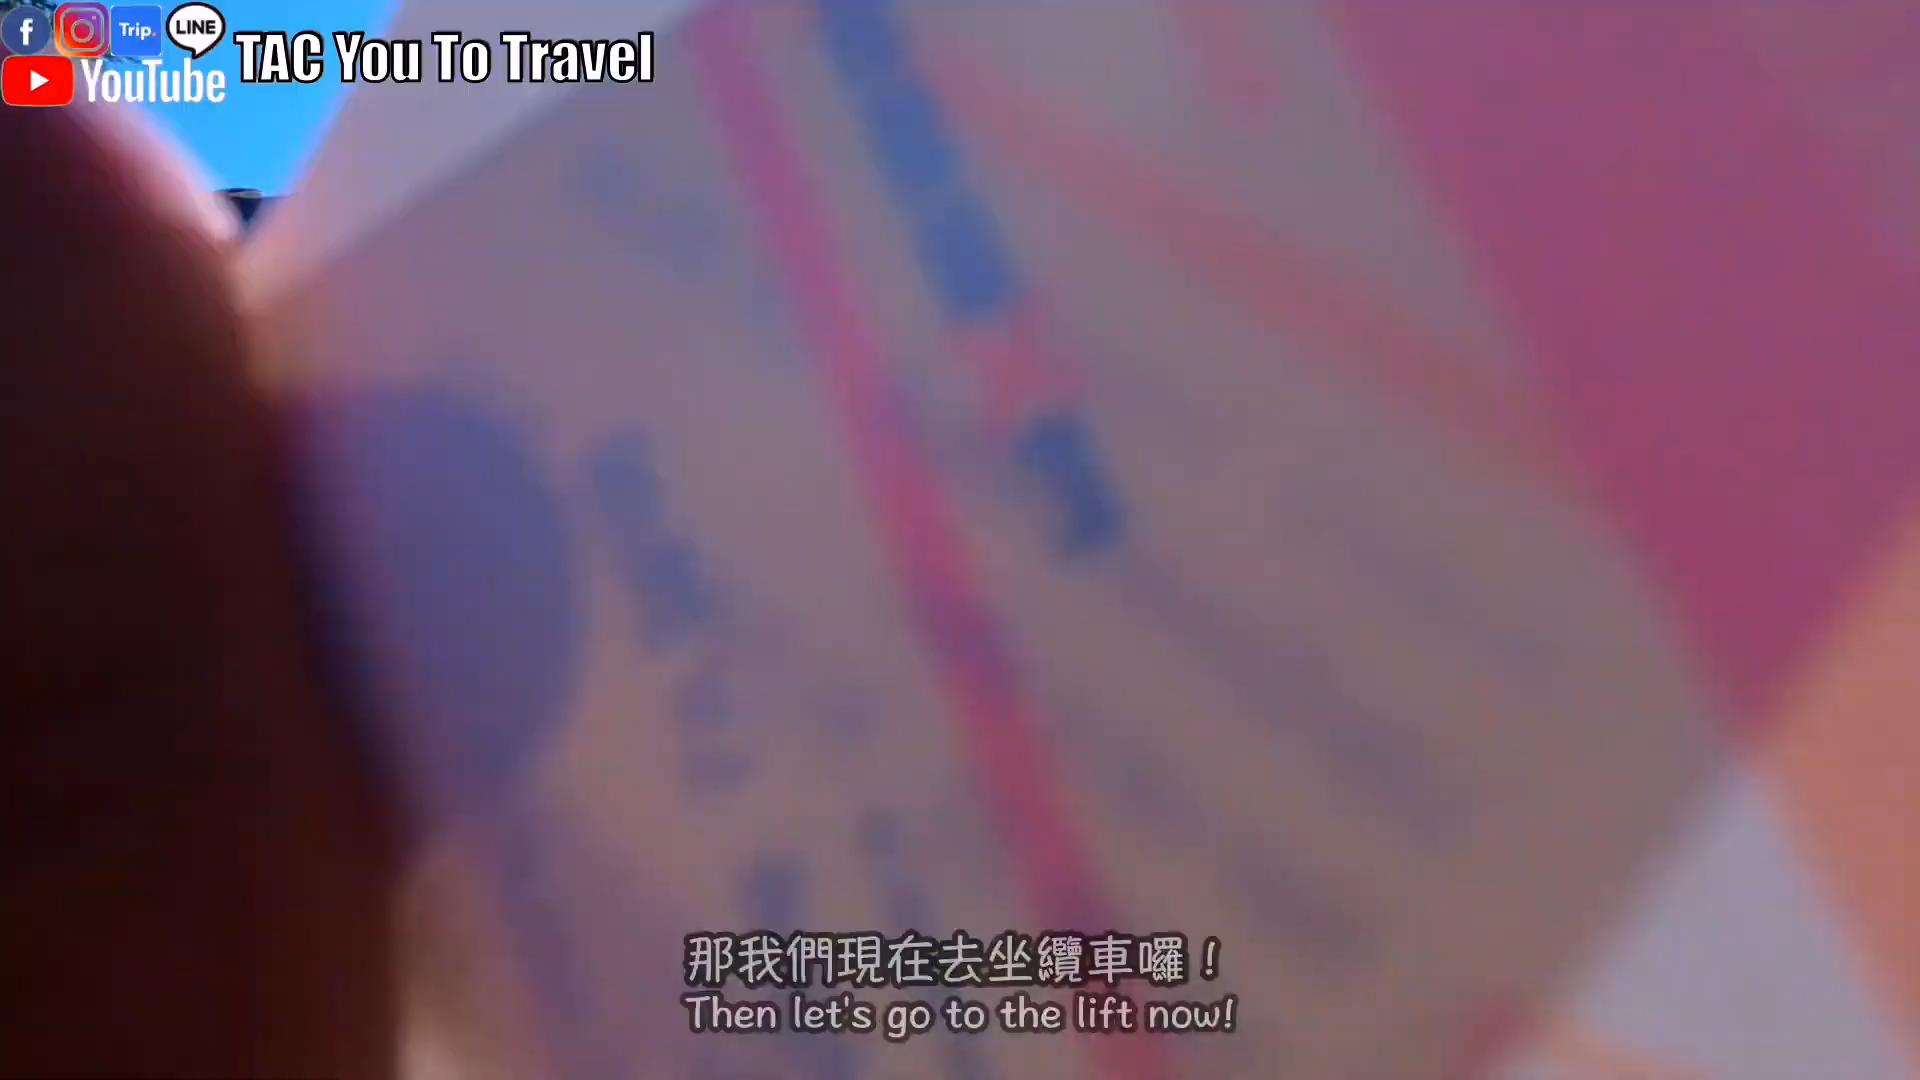 f
Trip.
LINE
YouTube
TAC You To Travel
那我們現在去坐纜車囉！
Then let's go to the lift now!